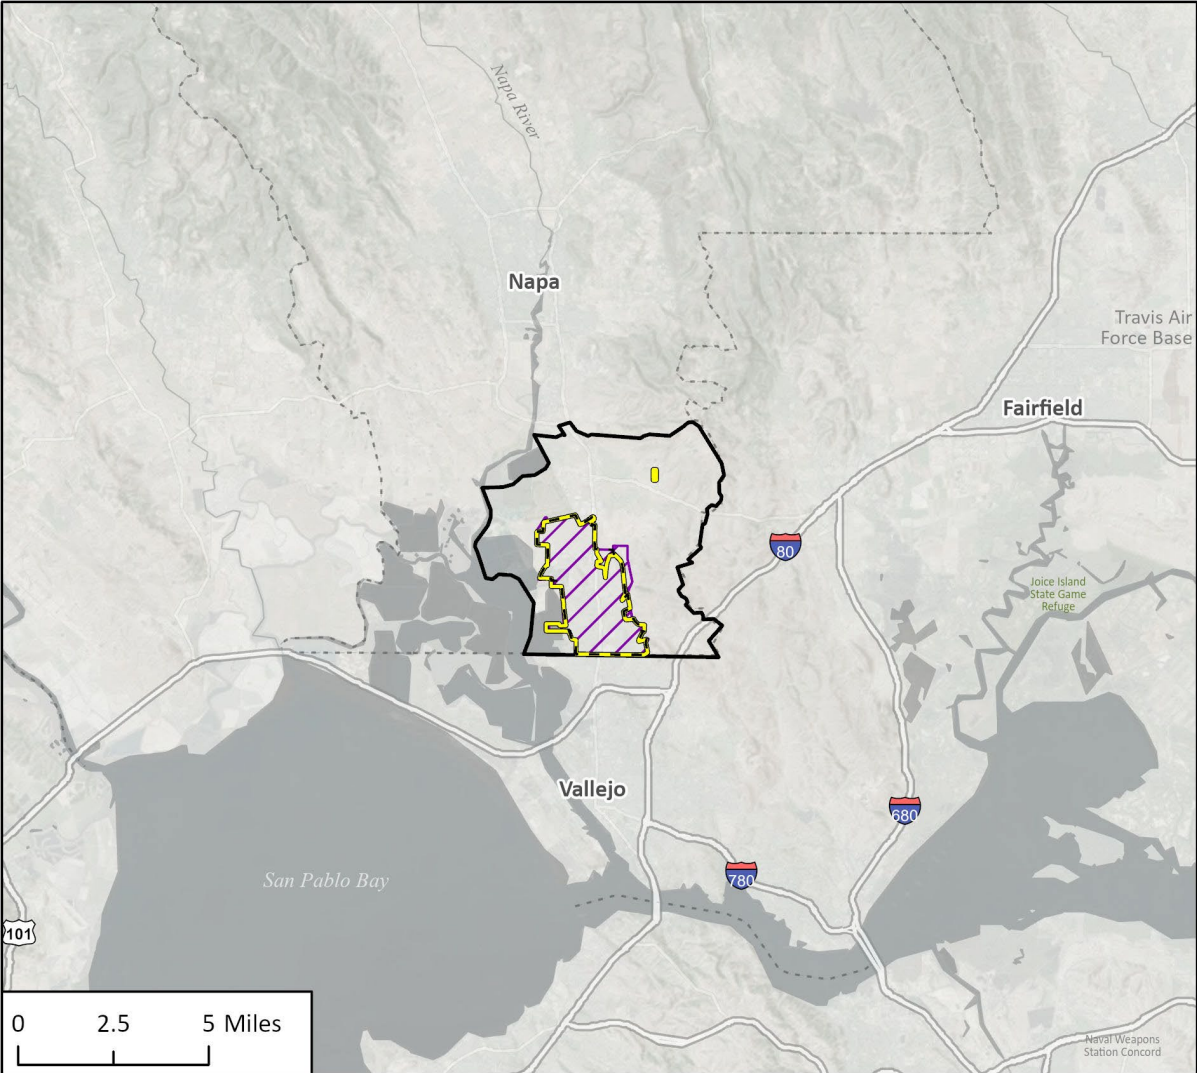 Napa River
Napa
Travis Air
Force Base
Fairfield
80
Joice Island
State Game
Refuge
Vallejo
680
780
San Pablo Bay
101
0 2.5 5 Miles
Naval Weapons
Station Concord